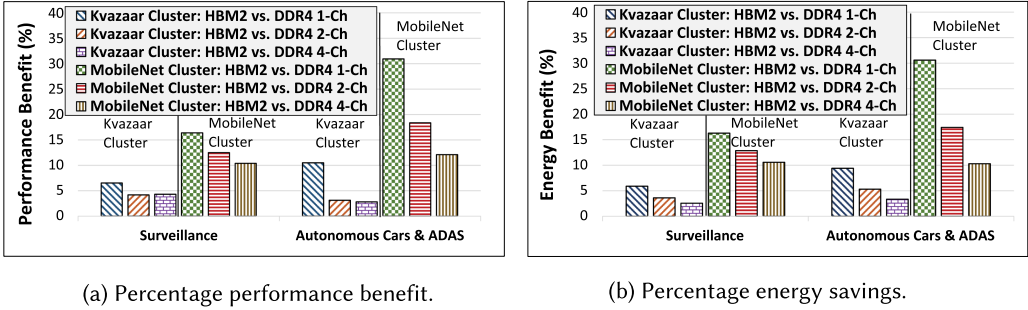 Performance Benefit (%)
40
35
30
25
20
15
10
5
0
Kvazaar Cluster: HBM2 vs. DDR4 1-Ch
Kvazaar Cluster: HBM2 vs. DDR4 2-Ch
Kvazaar Cluster: HBM2 vs. DDR4 4-Ch
MobileNet Cluster: HBM2 vs. DDR4 1-Ch
MobileNet Cluster: HBM2 vs. DDR4 2-Ch
MobileNet Cluster: HBM2 vs. DDR4 4-Ch
Kvazaar
Cluster
MobileNet
Cluster
Kvazaar
Cluster
MobileNet
Cluster
Surveillance
Autonomous Cars & ADAS
(a) Percentage performance benefit.
Energy Benefit (%)
40
35
30
25
20
15
10
5
0
Kvazaar Cluster: HBM2 vs. DDR4 1-Ch
Kvazaar Cluster: HBM2 vs. DDR4 2-Ch
Kvazaar Cluster: HBM2 vs. DDR4 4-Ch
MobileNet Cluster: HBM2 vs. DDR4 1-Ch
MobileNet Cluster: HBM2 vs. DDR4 2-Ch
MobileNet Cluster: HBM2 vs. DDR4 4-Ch
Kvazaar
Cluster
MobileNet
Cluster
Kvazaar
Cluster
MobileNet
Cluster
Surveillance
Autonomous Cars & ADAS
(b) Percentage energy savings.